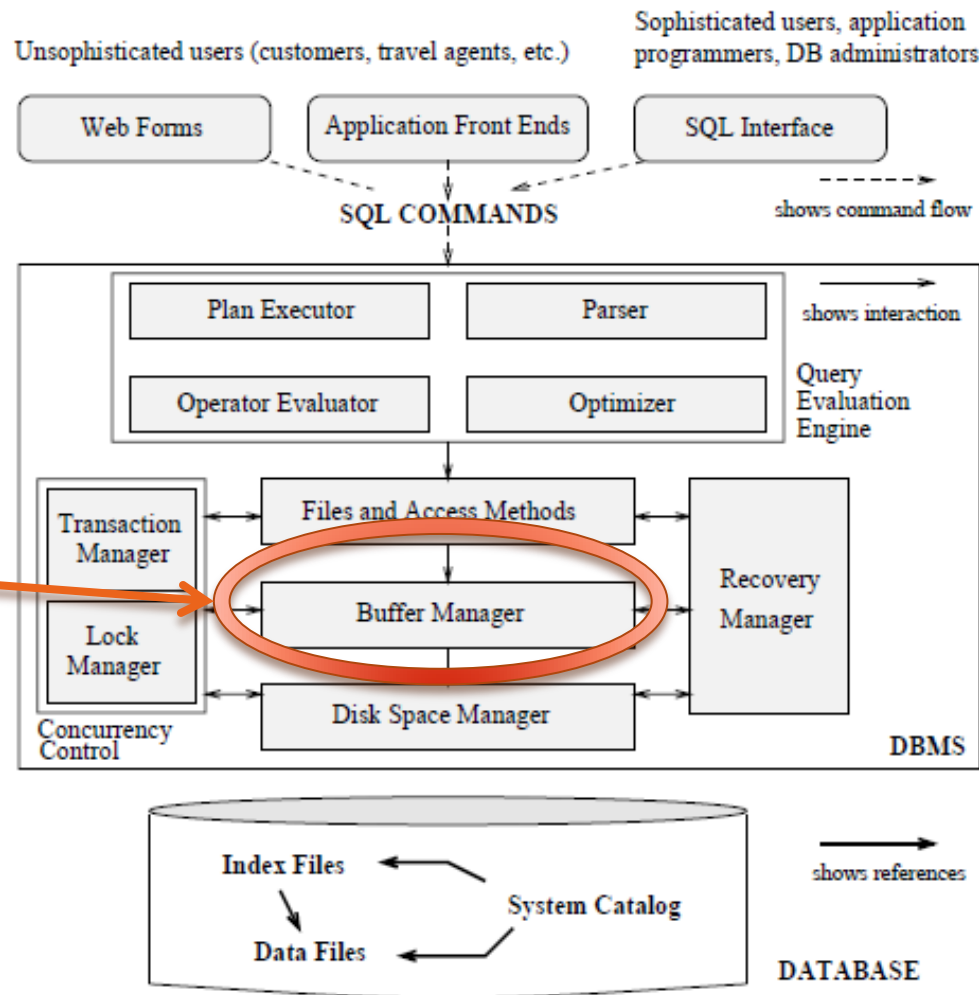 Sophisticated users, application
Unsophisticated users (customers, travel agents, etc.)
programmers, DB administrators
Web Forms
Application Front Ends
SQL Interface
SQL COMMANDS
shows command flow
Plan Executor
Parser
shows interaction
Operator Evaluator
Optimizer
Query
Evaluation
Engine
Files and Access Methods
Transaction
Manager
Buffer Manager
Recovery
Manager
Lock
Manager
Disk Space Manager
Concurrency
Control
DBMS
Index Files
shows references
System Catalog
Data Files
DATABASE